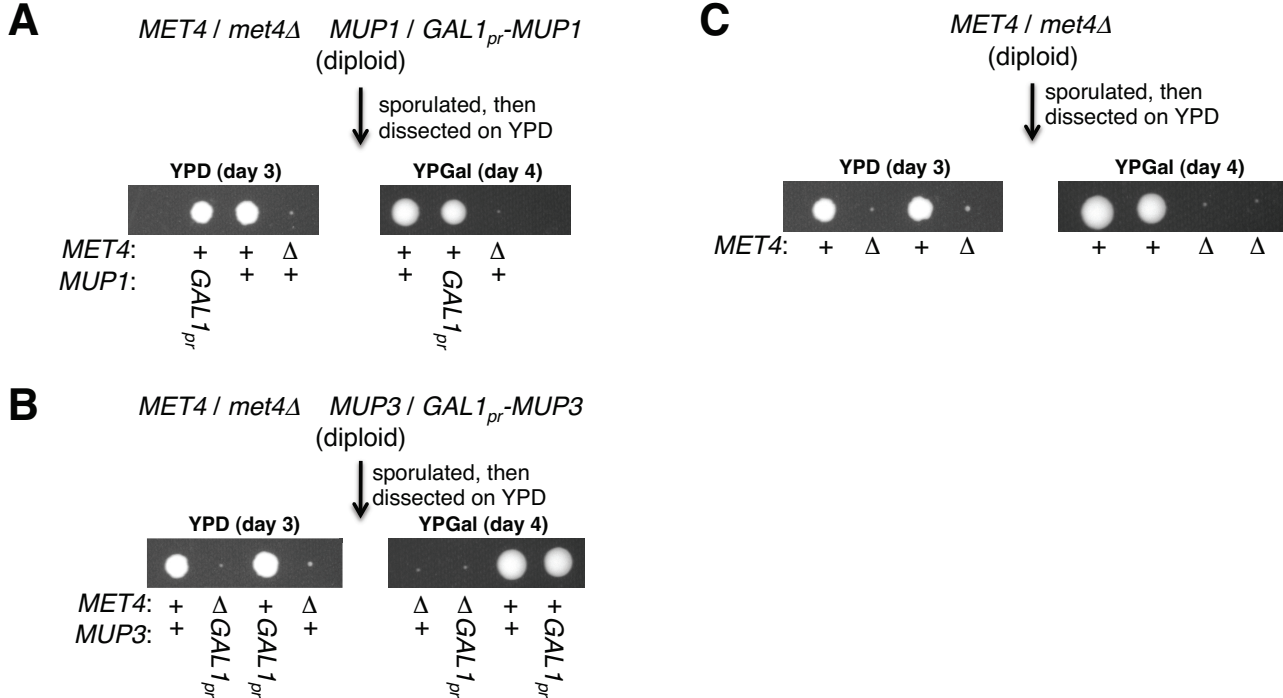 A
MET4 / met4Δ MUP1 / GAL1pr-MUP1
(diploid)
sporulated, then
dissected on YPD
YPD (day 3)
YPGal (day 4)
MET4: + + Δ + + Δ
MUP1: GAL1pr + + + GAL1pr +
B
MET4 / met4Δ MUP3 / GAL1pr-MUP3
(diploid)
sporulated, then
dissected on YPD
YPD (day 3)
YPGal (day 4)
MET4: + Δ + Δ Δ Δ + +
MUP3: + GAL1pr GAL1pr + + GAL1pr + GAL1pr
C
MET4 / met4Δ
(diploid)
sporulated, then
dissected on YPD
YPD (day 3)
YPGal (day 4)
MET4: + Δ + Δ + + Δ Δ